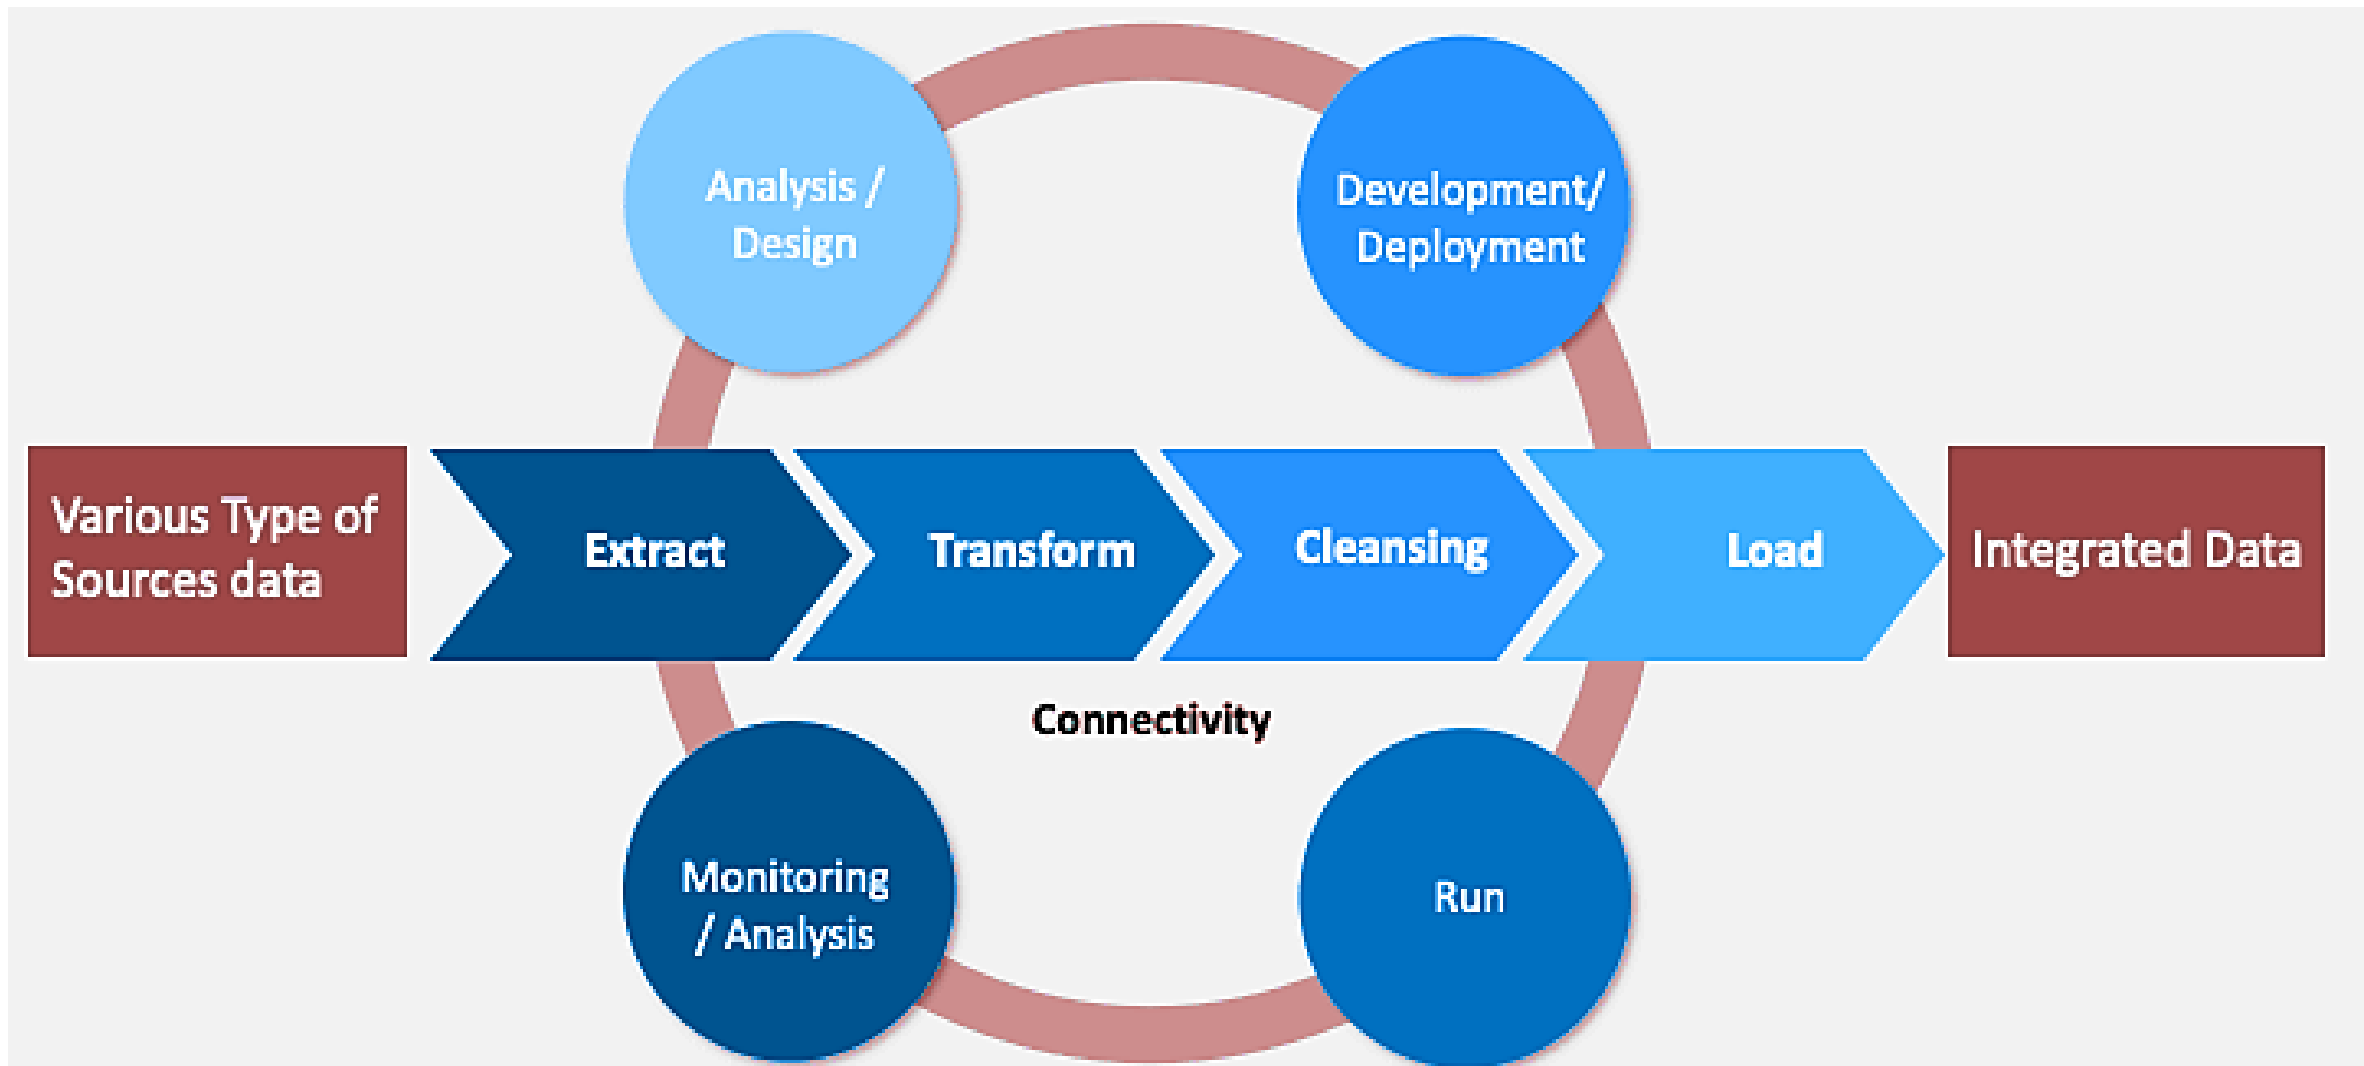 Analysis /
Design
Development/
Deployment
Various Type of
Sources data
Extract
Transform
Cleansing
Load
Integrated Data
Connectivity
Monitoring
/ Analysis
Run